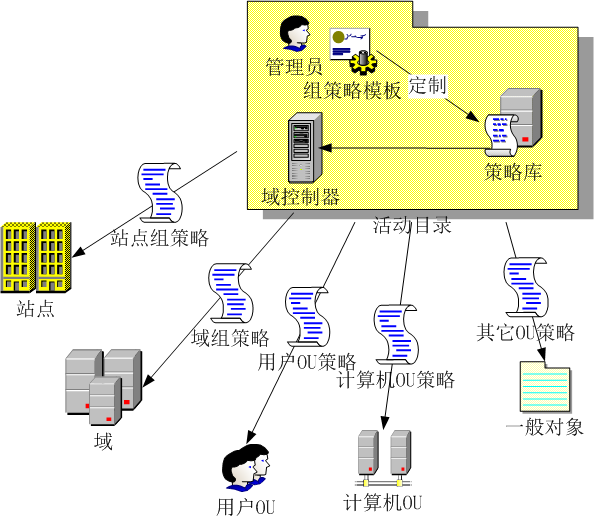 管理员
组策略模板
定制
策略库
域控制器
活动目录
站点组策略
站点
域组策略
用户OU策略
计算机OU策略
其它OU策略
域
用户OU
计算机OU
一般对象